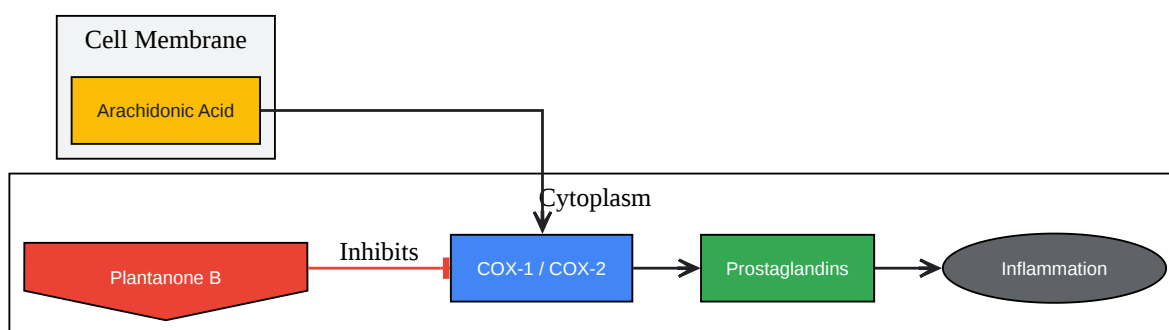 Cell Membrane
Arachidonic Acid
Cytoplasm
Plantanone B
Inhibits
COX-1 / COX-2
Prostaglandins
Inflammation